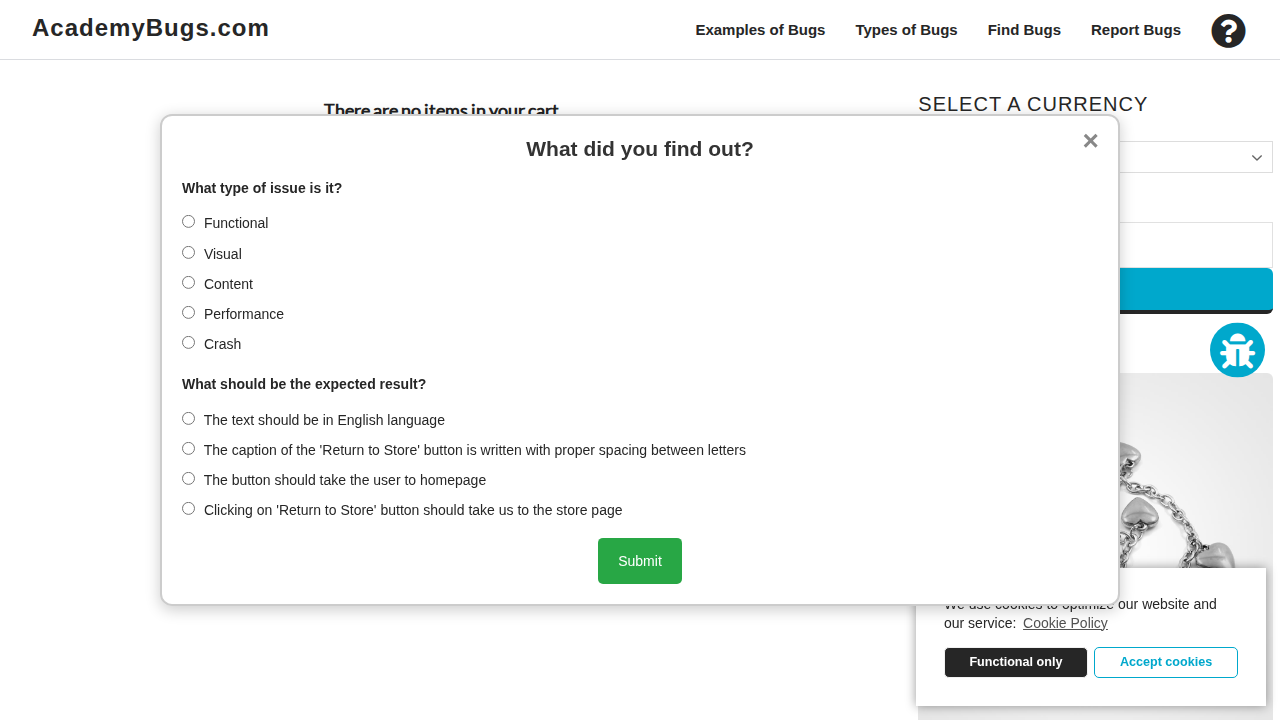 AcademyBugs.com
Examples of Bugs
Types of Bugs
Find Bugs
Report Bugs
There are no items in your cart
SELECT A CURRENCY
What did you find out?
×
What type of issue is it?
Functional
Visual
Content
Performance
Crash
What should be the expected result?
The text should be in English language
The caption of the 'Return to Store' button is written with proper spacing between letters
The button should take the user to homepage
Clicking on 'Return to Store' button should take us to the store page
Submit
We use cookies to optimize our website and
our service: Cookie Policy
Functional only
Accept cookies